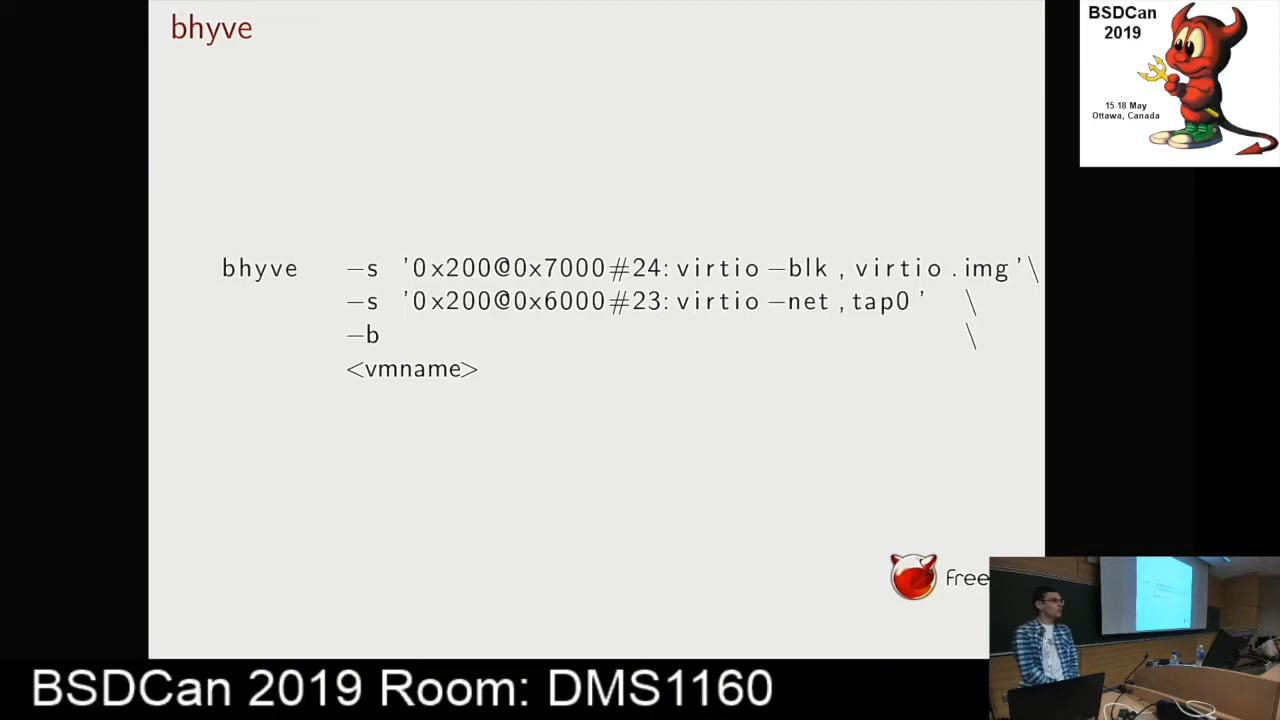 bhyve
BSDCan
2019
15-18 May
Ottawa, Canada
bhyve −s '0x200@0x7000#24:virtio−blk,virtio.img'\
−s '0x200@0x6000#23:virtio−net,tap0' \
−b \
<vmname>
Free
BSDCan 2019 Room: DMS1160